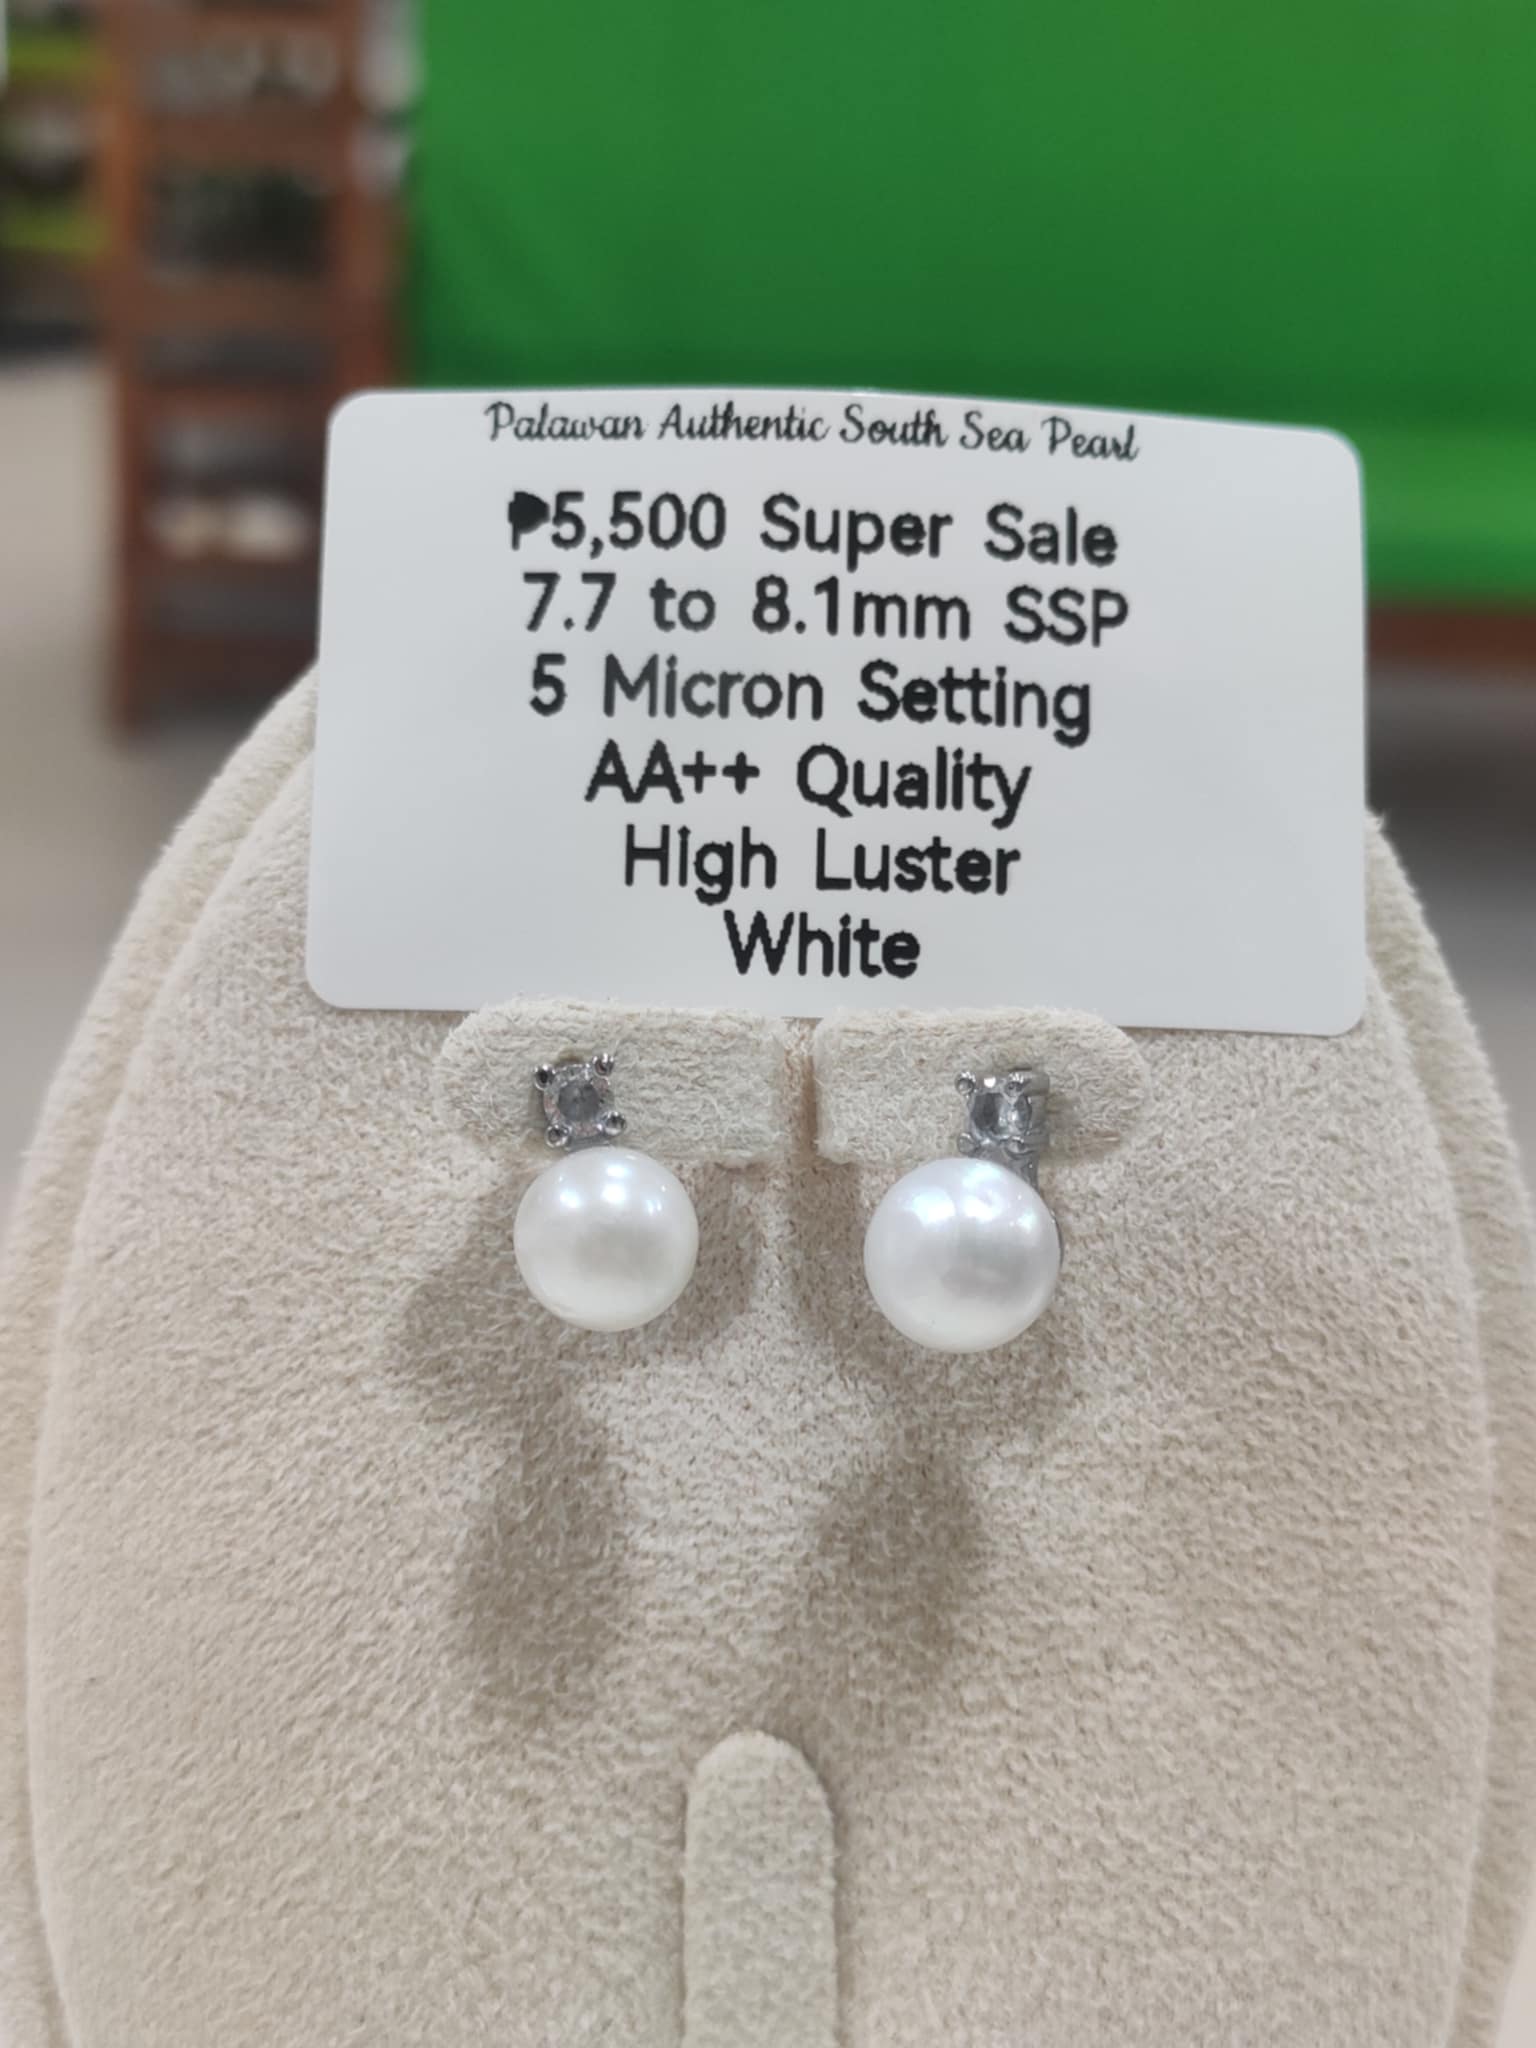 Palawan Authentic South Sea Pearl
₱5,500 Super Sale
7.7 to 8.1mm SSP
5 Micron Setting
AA++ Quality
High Luster
White